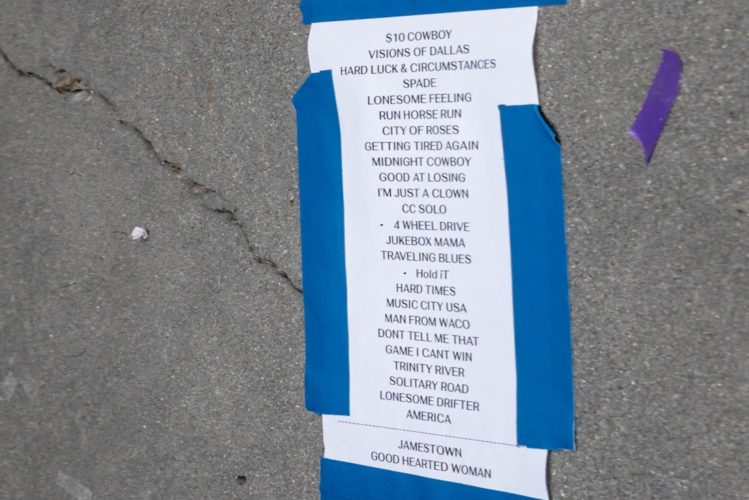 S10 COWBOY
VISIONS OF DALLAS
HARD LUCK & CIRCUMSTANCES
SPADE
LONESOME FEELING
RUN HORSE RUN
CITY OF ROSES
GETTING TIRED AGAIN
MIDNIGHT COWBOY
GOOD AT LOSING
I'M JUST A CLOWN
CC SOLO
- 4 WHEEL DRIVE
JUKEBOX MAMA
TRAVELING BLUES
- Hold iT
HARD TIMES
MUSIC CITY USA
MAN FROM WACO
DONT TELL ME THAT
GAME I CANT WIN
TRINITY RIVER
SOLITARY ROAD
LONESOME DRIFTER
AMERICA
JAMESTOWN
GOOD HEARTED WOMAN